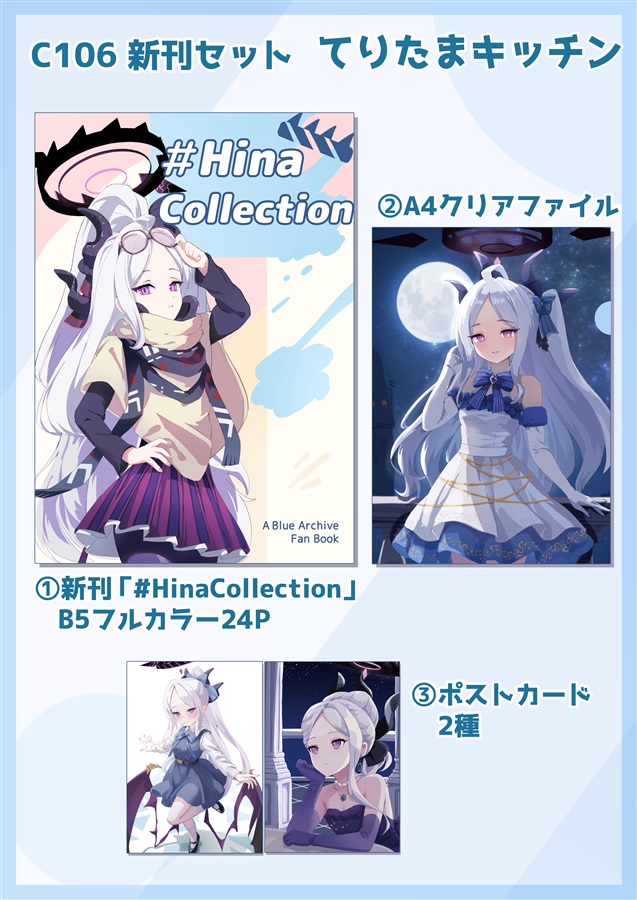 C106 新刊セット てりたまキッチン
#Hina
Collection
A Blue Archive
Fan Book
②A4クリアファイル
①新刊「#HinaCollection」
B5フルカラー24P
③ポストカード
2種